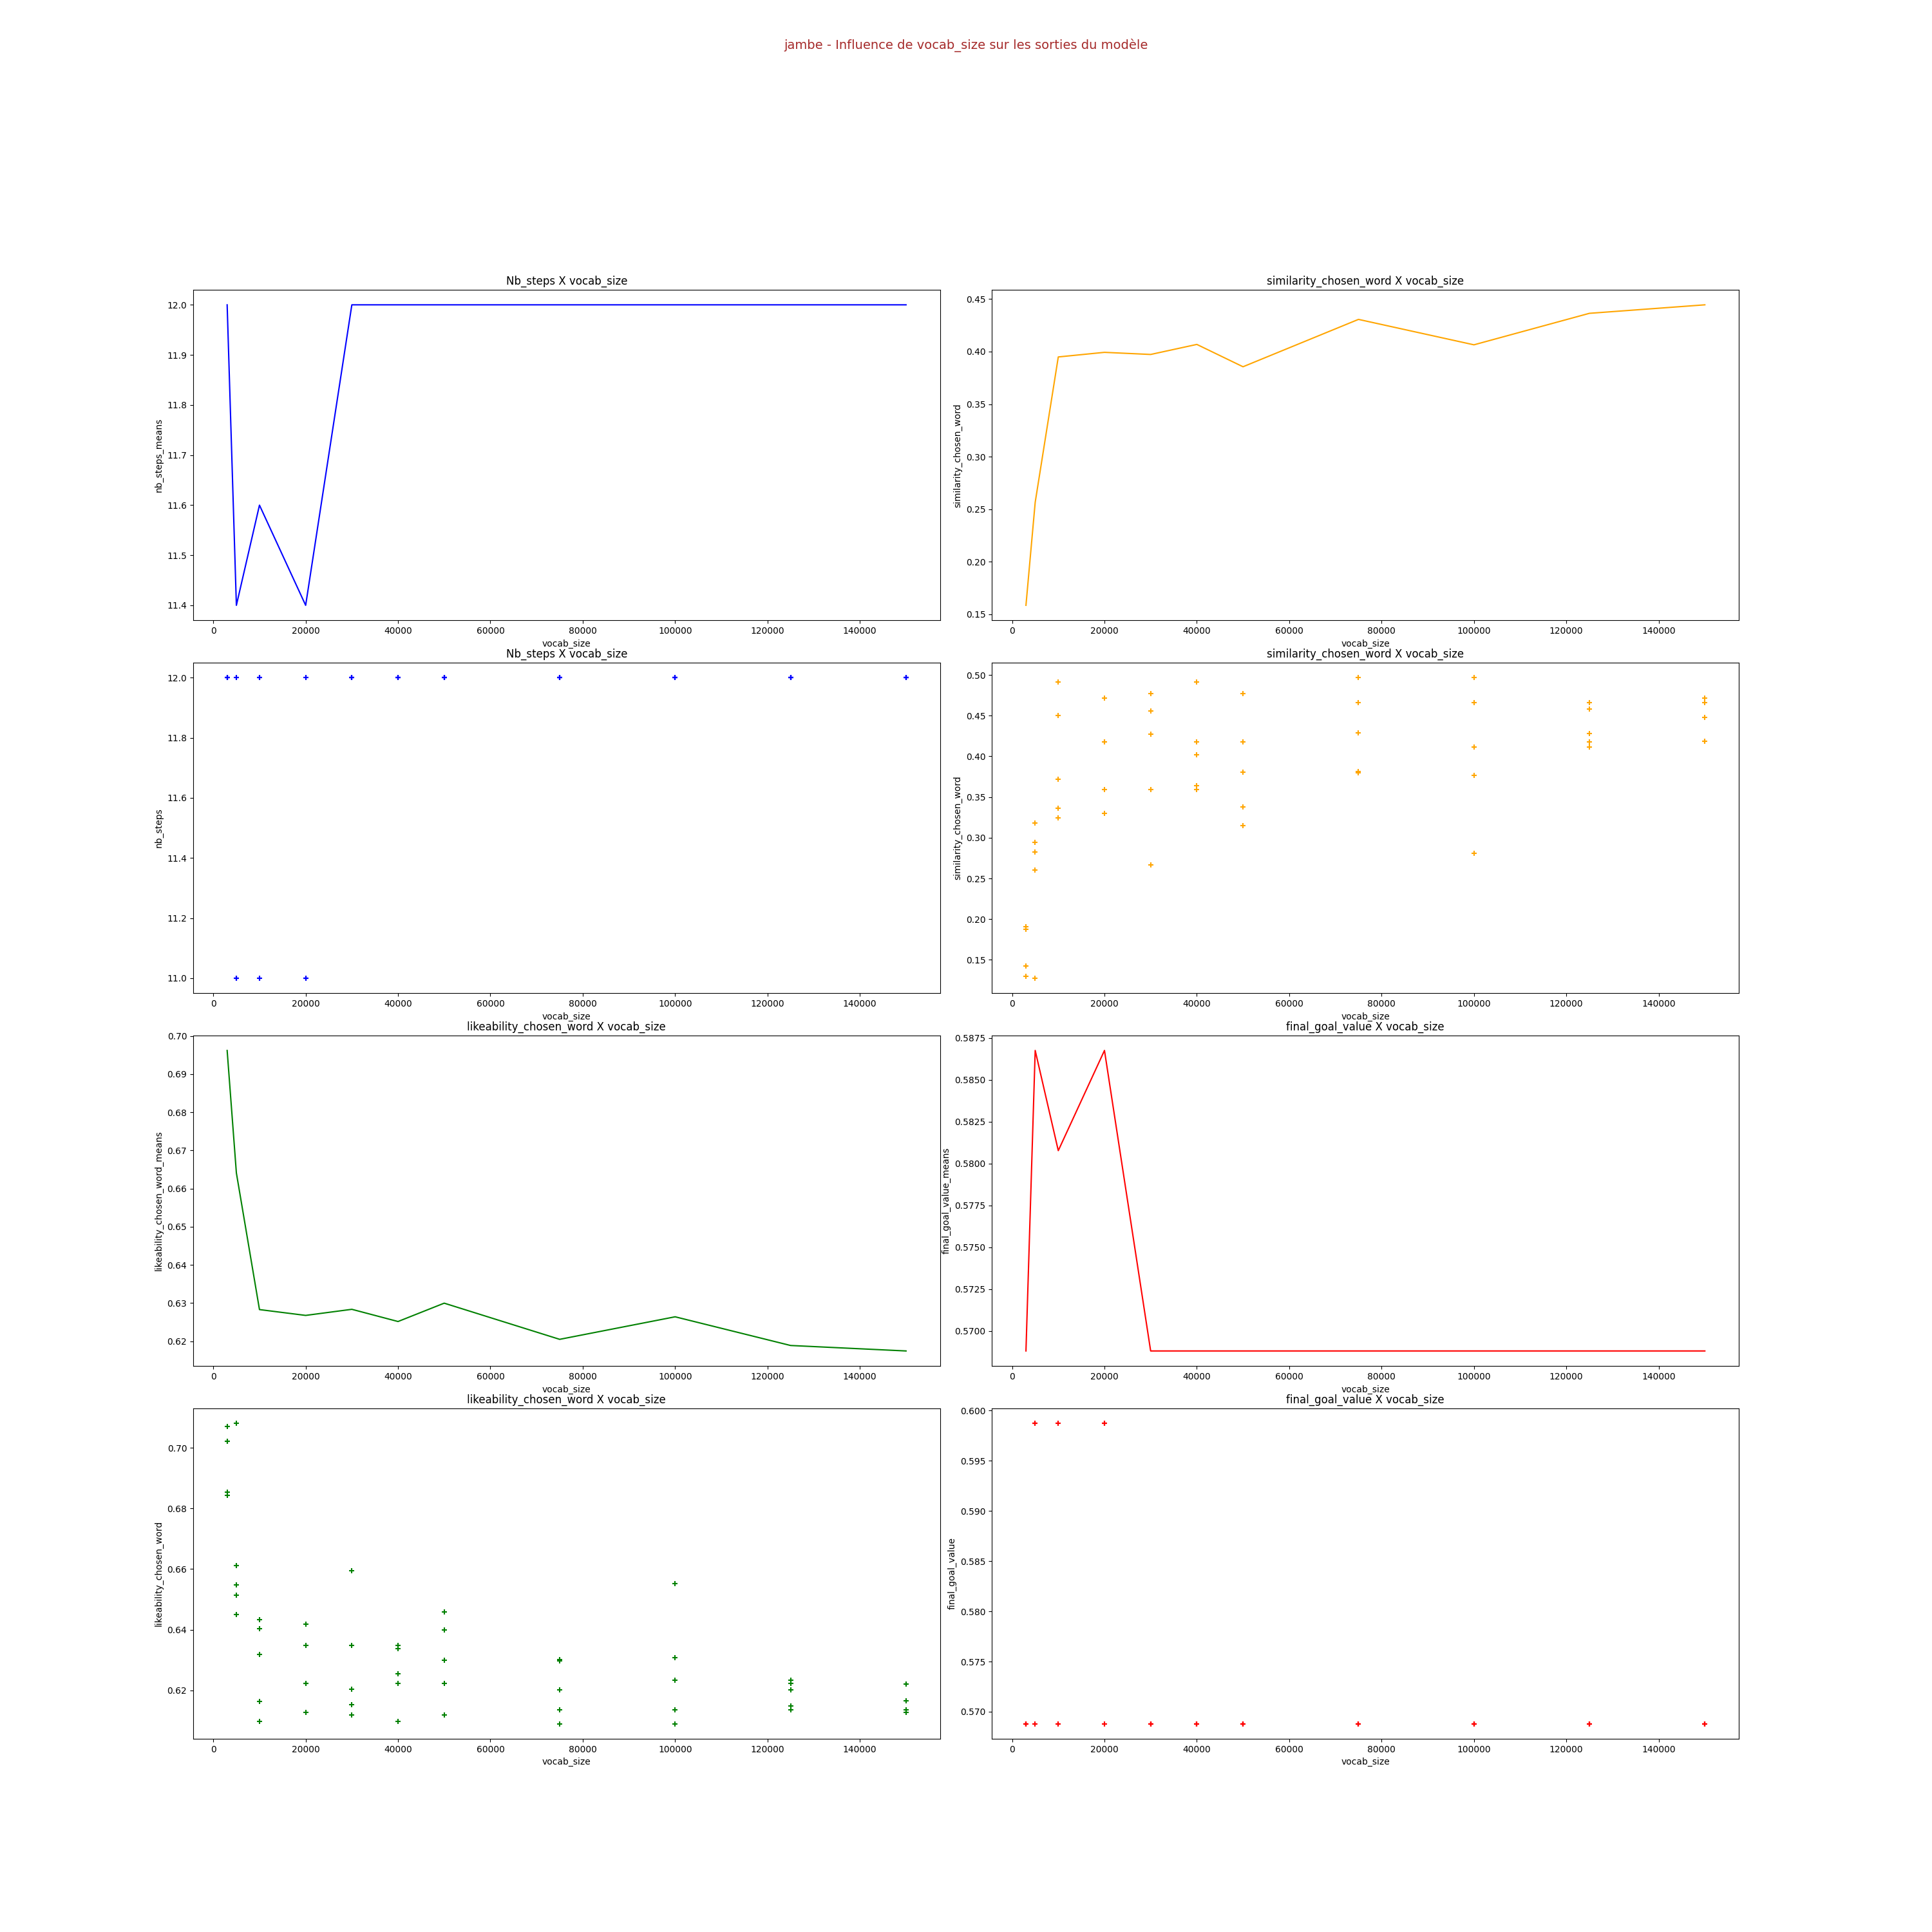 jambe - Influence de vocab_size sur les sorties du modèle
Nb_steps X vocab_size
12.0
11.9
11.8
11.7
11.6
11.5
11.4
nb_steps_means
0 20000 40000 60000 80000 100000 120000 140000
vocab_size
similarity_chosen_word X vocab_size
0.45
0.40
0.35
0.30
0.25
0.20
0.15
similarity_chosen_word
0 20000 40000 60000 80000 100000 120000 140000
vocab_size
Nb_steps X vocab_size
12.0
11.8
11.6
11.4
11.2
11.0
nb_steps
0 20000 40000 60000 80000 100000 120000 140000
vocab_size
similarity_chosen_word X vocab_size
0.50
0.45
0.40
0.35
0.30
0.25
0.20
0.15
similarity_chosen_word
0 20000 40000 60000 80000 100000 120000 140000
vocab_size
likeability_chosen_word X vocab_size
0.70
0.69
0.68
0.67
0.66
0.65
0.64
0.63
0.62
likeability_chosen_word_means
0 20000 40000 60000 80000 100000 120000 140000
vocab_size
final_goal_value X vocab_size
0.5875
0.5850
0.5825
0.5800
0.5775
0.5750
0.5725
0.5700
final_goal_value_means
0 20000 40000 60000 80000 100000 120000 140000
vocab_size
likeability_chosen_word X vocab_size
0.70
0.68
0.66
0.64
0.62
likeability_chosen_word
0 20000 40000 60000 80000 100000 120000 140000
vocab_size
final_goal_value X vocab_size
0.600
0.595
0.590
0.585
0.580
0.575
0.570
final_goal_value
0 20000 40000 60000 80000 100000 120000 140000
vocab_size